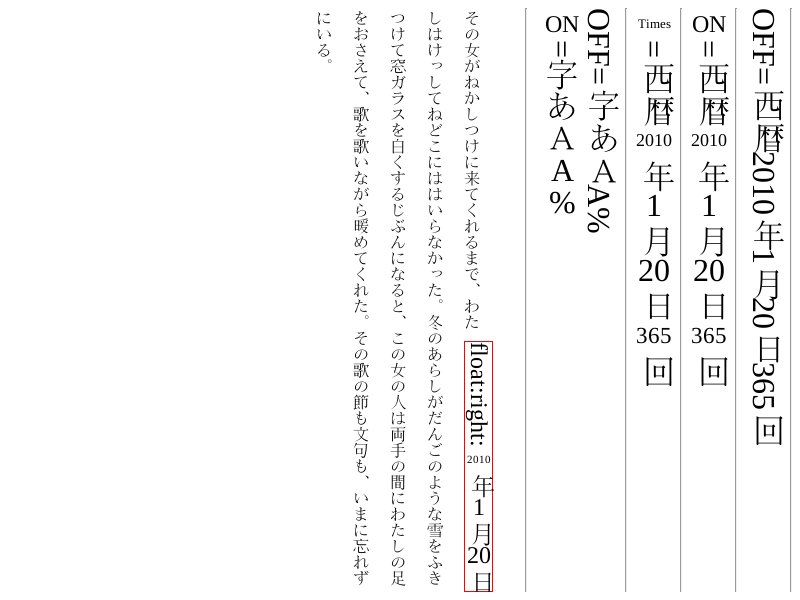 OFF=西暦2010年1月20日365回
ON=西暦2010年1月20日365回
Times=西暦2010年1月20日365回
OFF=字あＡA%
ON=字あＡA%
その女がねかしつけに来てくれるまで、わた
float:right:2010年1月20日
しはけっしてねどこにははいらなかった。冬のあらしがだんごのような雪をふき
つけて窓ガラスを白くするじぶんになると、この女の人は両手の間にわたしの足
をおさえて、歌を歌いながら暖めてくれた。その歌の節も文句も、いまに忘れず
にいる。